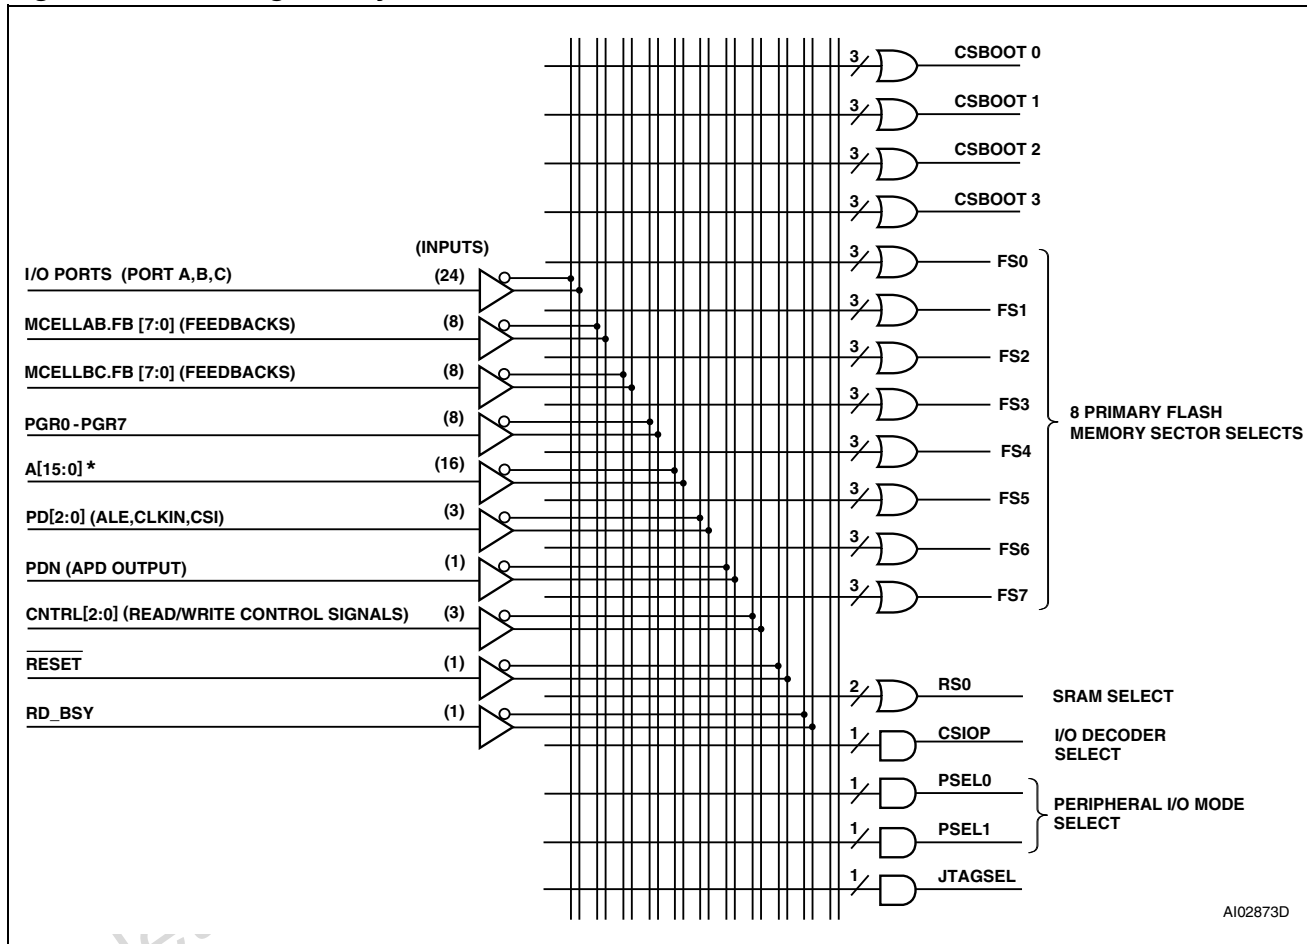 3 CSBOOT 0
3 CSBOOT 1
3 CSBOOT 2
3 CSBOOT 3
(INPUTS)
I/O PORTS (PORT A,B,C) (24)
MCELLAB.FB [7:0] (FEEDBACKS) (8)
MCELLBC.FB [7:0] (FEEDBACKS) (8)
PGR0-PGR7 (8)
A[15:0] * (16)
PD[2:0] (ALE,CLKIN,CSI) (3)
PDN (APD OUTPUT) (1)
CNTRL[2:0] (READ/WRITE CONTROL SIGNALS) (3)
RESET (1)
RD_BSY (1)
3 FS0
3 FS1
3 FS2
3 FS3
3 FS4
3 FS5
3 FS6
3 FS7
8 PRIMARY FLASH
MEMORY SECTOR SELECTS
2 RS0 SRAM SELECT
1 CSIOP I/O DECODER
SELECT
1 PSEL0
1 PSEL1
PERIPHERAL I/O MODE
SELECT
1 JTAGSEL
AI02873D